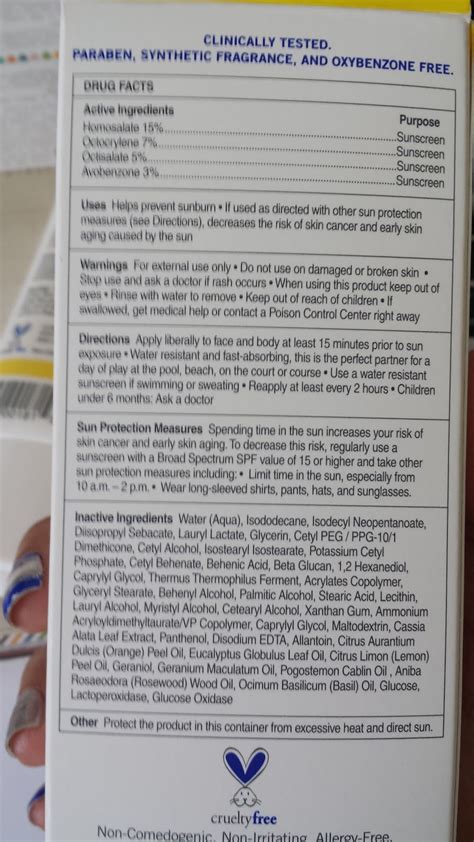 CLINICALLY TESTED.
PARABEN, SYNTHETIC FRAGRANCE, AND OXYBENZONE FREE.
DRUG FACTS
Active Ingredients Purpose
Homosalate 15%..........Sunscreen
Octocrylene 7%..........Sunscreen
Octisalate 5%..........Sunscreen
Avobenzone 3%..........Sunscreen
Uses Helps prevent sunburn • If used as directed with other sun protection
measures (see Directions), decreases the risk of skin cancer and early skin
aging caused by the sun
Warnings For external use only • Do not use on damaged or broken skin •
Stop use and ask a doctor if rash occurs • When using this product keep out of
eyes • Rinse with water to remove • Keep out of reach of children • If
swallowed, get medical help or contact a Poison Control Center right away
Directions Apply liberally to face and body at least 15 minutes prior to sun
exposure • Water resistant and fast-absorbing, this is the perfect partner for a
day of play at the pool, beach, on the court or course • Use a water resistant
sunscreen if swimming or sweating • Reapply at least every 2 hours • Children
under 6 months: Ask a doctor
Sun Protection Measures Spending time in the sun increases your risk of
skin cancer and early skin aging. To decrease this risk, regularly use a
sunscreen with a Broad Spectrum SPF value of 15 or higher and take other
sun protection measures including: • Limit time in the sun, especially from
10 a.m. – 2 p.m. • Wear long-sleeved shirts, pants, hats, and sunglasses.
Inactive Ingredients Water (Aqua), Isododecane, Isodecyl Neopentanoate,
Diisopropyl Sebacate, Lauryl Lactate, Glycerin, Cetyl PEG / PPG-10/1
Dimethicone, Cetyl Alcohol, Isostearyl Isostearate, Potassium Cetyl
Phosphate, Cetyl Behenate, Behenic Acid, Beta Glucan, 1,2 Hexanediol,
Caprylyl Glycol, Thermus Thermophilus Ferment, Acrylates Copolymer,
Glyceryl Stearate, Behenyl Alcohol, Palmitic Alcohol, Stearic Acid, Lecithin,
Lauryl Alcohol, Myristyl Alcohol, Cetearyl Alcohol, Xanthan Gum, Ammonium
Acryloyldimethyltaurate/VP Copolymer, Caprylyl Glycol, Maltodextrin, Cassia
Alata Leaf Extract, Panthenol, Disodium EDTA, Allantoin, Citrus Aurantium
Dulcis (Orange) Peel Oil, Eucalyptus Globulus Leaf Oil, Citrus Limon (Lemon)
Peel Oil, Geraniol, Geranium Maculatum Oil, Pogostemon Cablin Oil , Aniba
Rosaeodora (Rosewood) Wood Oil, Ocimum Basilicum (Basil) Oil, Glucose,
Lactoperoxidase, Glucose Oxidase
Other Protect the product in this container from excessive heat and direct sun.
crueltyfree
Non-Comedogenic, Non-Irritating, Allergy-Free.